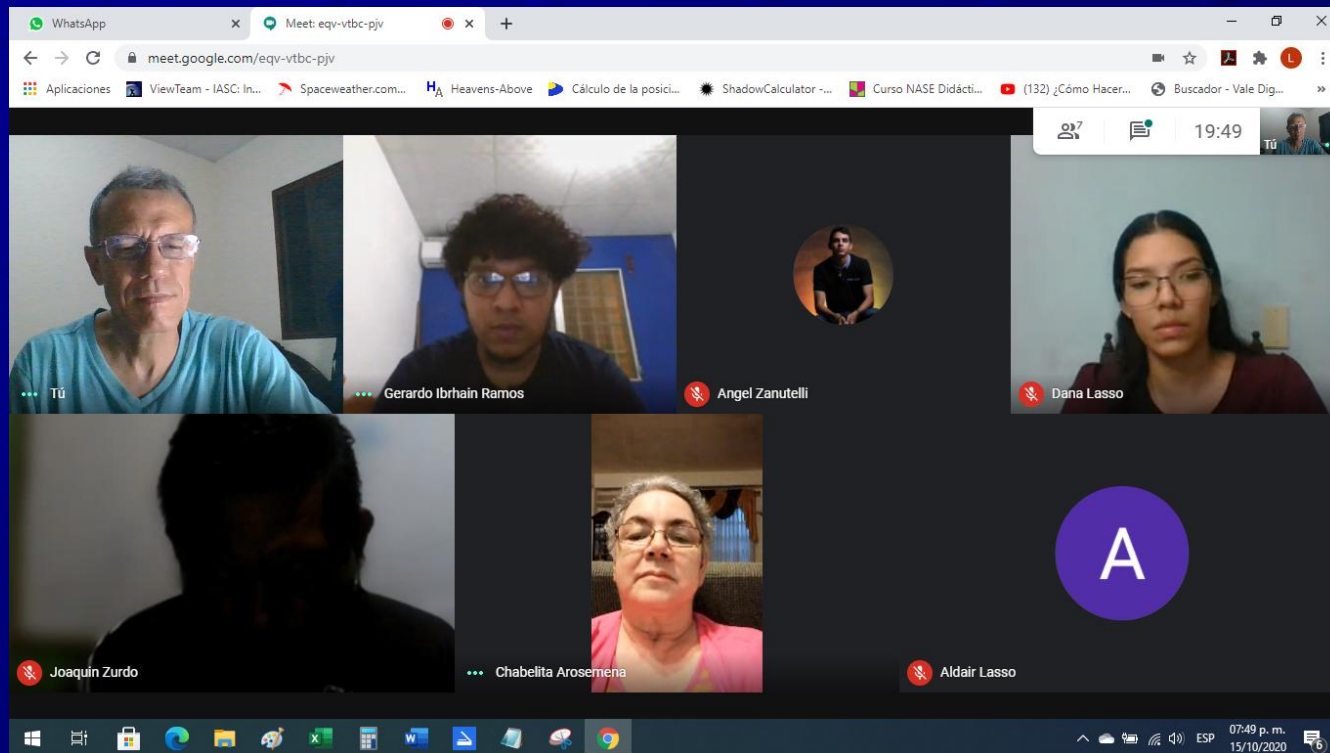 WhatsApp
Meet: eqv-vtbc-pjv
meet.google.com/eqv-vtbc-pjv
L
Aplicaciones
ViewTeam - IASC: In...
Spaceweather.com...
HA Heavens-Above
Cálculo de la posici...
ShadowCalculator -...
Curso NASE Didácti...
(132) ¿Cómo Hacer...
Buscador - Vale Dig...
»
7
19:49
Tú
Tú
Gerardo Ibrhain Ramos
Angel Zanutelli
Dana Lasso
Joaquin Zurdo
Chabelita Arosemena
A
Aldair Lasso
ESP
07:49 p. m.
15/10/2020
6